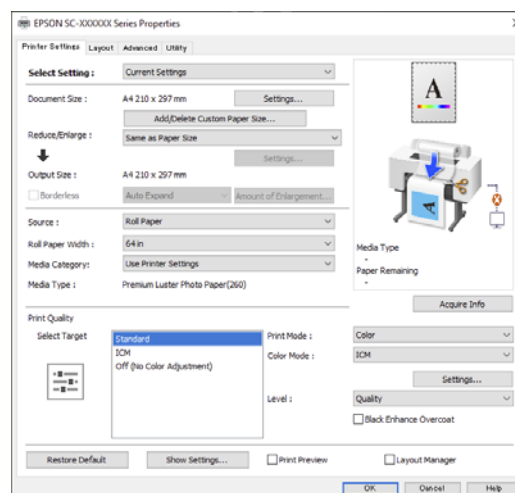 EPSON SC-XXXXXX Series Properties
Printer Settings Layout Advanced Utility
Select Setting : Current Settings
Document Size : A4 210 x 297 mm Settings...
Add/Delete Custom Paper Size...
Reduce/Enlarge : Same as Paper Size
Settings...
Output Size : A4 210 x 297 mm
Borderless Auto Expand Amount of Enlargement...
Source : Roll Paper
Roll Paper Width : 64 in
Media Category: Use Printer Settings
Media Type : Premium Luster Photo Paper(260)
A
A
Media Type
-
Paper Remaining
-
Acquire Info
Print Quality
Select Target
Standard
ICM
Off (No Color Adjustment)
Print Mode : Color
Color Mode : ICM
Settings...
Level : Quality
Black Enhance Overcoat
Restore Default Show Settings... Print Preview Layout Manager
OK Cancel Help